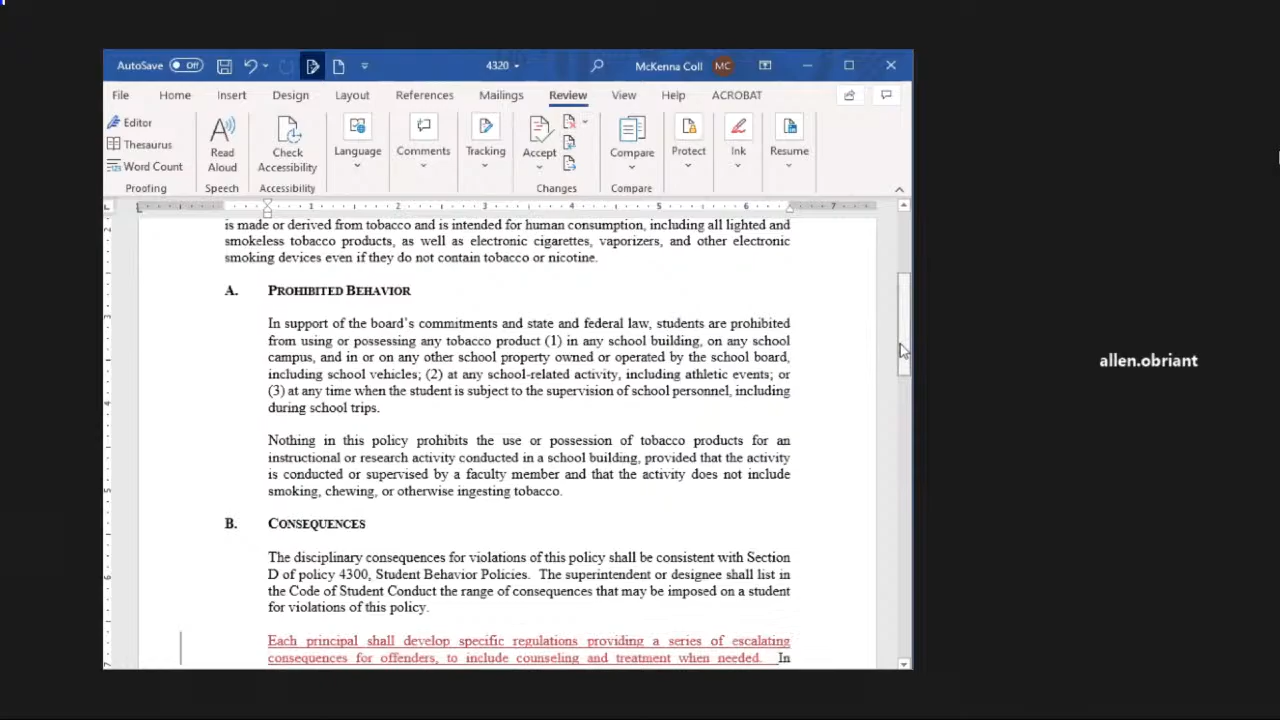 AutoSave Off 4320 McKenna Coll MC
File Home Insert Design Layout References Mailings Review View Help ACROBAT
Editor
Thesaurus
Word Count
Proofing
Read Aloud
Speech
Check Accessibility
Accessibility
Language
Comments
Tracking
Accept
Changes
Compare
Compare
Protect
Ink
Resume
1 2 3 4 5 6 7
is made or derived from tobacco and is intended for human consumption, including all lighted and
smokeless tobacco products, as well as electronic cigarettes, vaporizers, and other electronic
smoking devices even if they do not contain tobacco or nicotine.
A. PROHIBITED BEHAVIOR
In support of the board's commitments and state and federal law, students are prohibited
from using or possessing any tobacco product (1) in any school building, on any school
campus, and in or on any other school property owned or operated by the school board,
including school vehicles; (2) at any school-related activity, including athletic events; or
(3) at any time when the student is subject to the supervision of school personnel, including
during school trips.
Nothing in this policy prohibits the use or possession of tobacco products for an
instructional or research activity conducted in a school building, provided that the activity
is conducted or supervised by a faculty member and that the activity does not include
smoking, chewing, or otherwise ingesting tobacco.
B. CONSEQUENCES
The disciplinary consequences for violations of this policy shall be consistent with Section
D of policy 4300, Student Behavior Policies. The superintendent or designee shall list in
the Code of Student Conduct the range of consequences that may be imposed on a student
for violations of this policy.
Each principal shall develop specific regulations providing a series of escalating
consequences for offenders, to include counseling and treatment when needed. In
allen.obriant